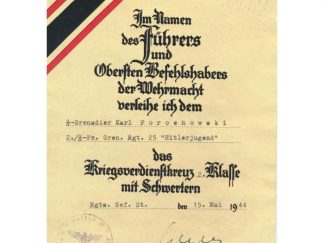 Im Namen
des Führers
und
Obersten Befehlshabers
der Wehrmacht
verleihe ich dem
ᛋᛋ-Grenadier Karl Poroshowski
2./ᛋᛋ-Pz. Gren. Rgt. 25 "Hitlerjugend"
das
Kriegsverdienstkreuz 2. Klasse
mit Schwertern
Rgts. Gef. St. , den 15. Mai 1944